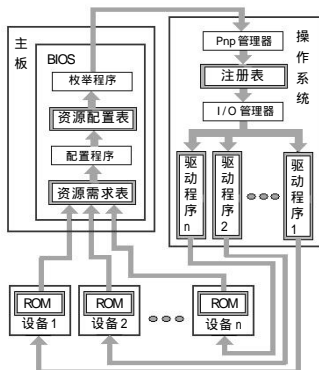 主板
BIOS
枚举程序
资源配置表
配置程序
资源需求表
操作系统
Pnp 管理器
注册表
I/O 管理器
驱动程序 n
驱动程序 2
驱动程序 1
ROM
设备 1
ROM
设备 2
ROM
设备 n